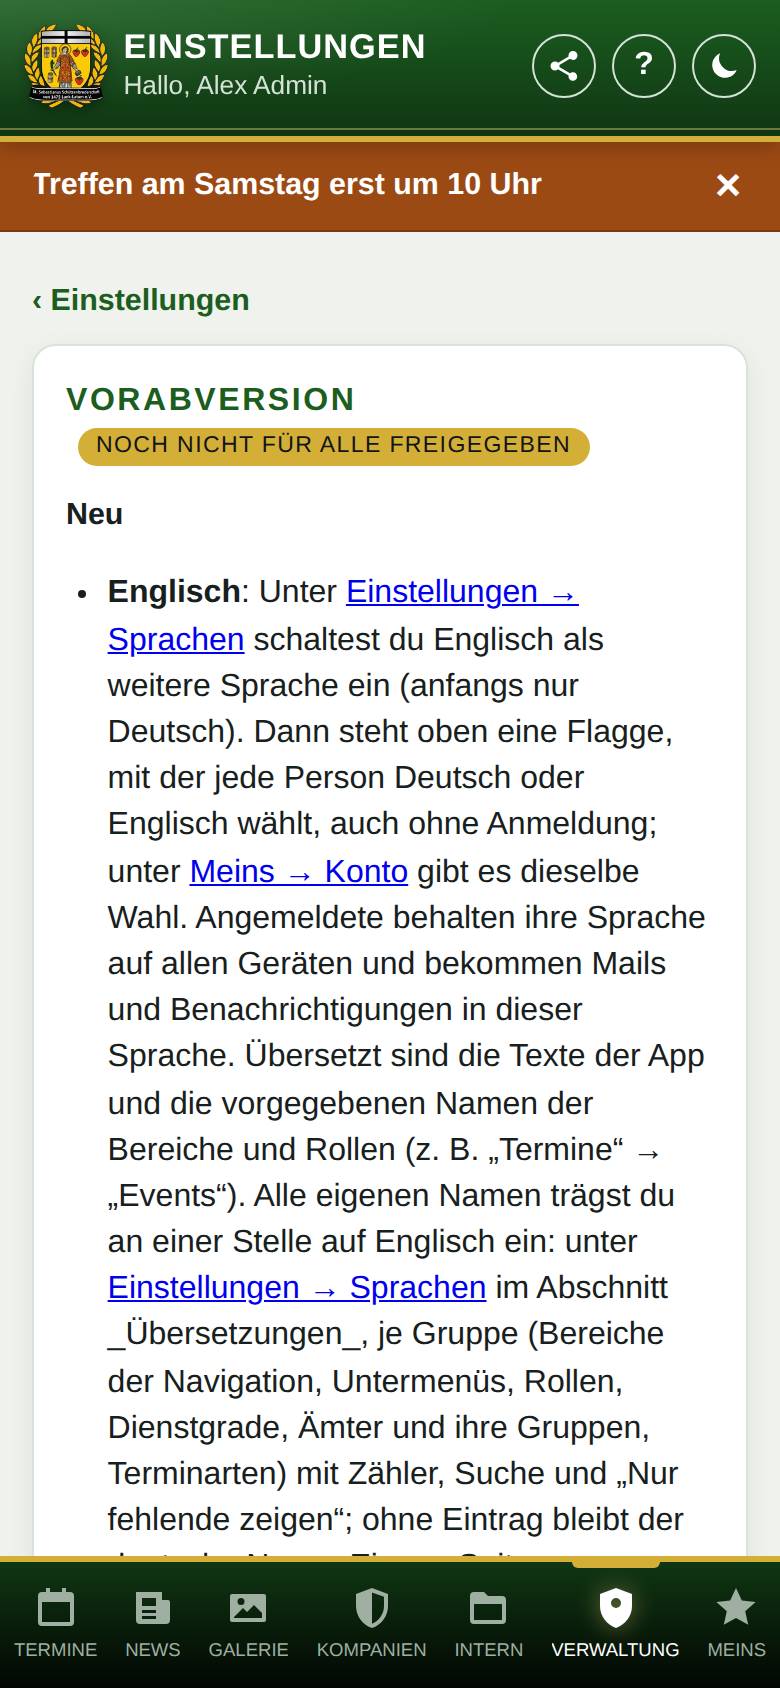 EINSTELLUNGEN
Hallo, Alex Admin
?
Treffen am Samstag erst um 10 Uhr
×
‹ Einstellungen
VORABVERSION
NOCH NICHT FÜR ALLE FREIGEGEBEN
Neu
• Englisch: Unter Einstellungen →
Sprachen schaltest du Englisch als
weitere Sprache ein (anfangs nur
Deutsch). Dann steht oben eine Flagge,
mit der jede Person Deutsch oder
Englisch wählt, auch ohne Anmeldung;
unter Meins → Konto gibt es dieselbe
Wahl. Angemeldete behalten ihre Sprache
auf allen Geräten und bekommen Mails
und Benachrichtigungen in dieser
Sprache. Übersetzt sind die Texte der App
und die vorgegebenen Namen der
Bereiche und Rollen (z. B. „Termine“ →
„Events“). Alle eigenen Namen trägst du
an einer Stelle auf Englisch ein: unter
Einstellungen → Sprachen im Abschnitt
_Übersetzungen_, je Gruppe (Bereiche
der Navigation, Untermenüs, Rollen,
Dienstgrade, Ämter und ihre Gruppen,
Terminarten) mit Zähler, Suche und „Nur
fehlende zeigen“; ohne Eintrag bleibt der
TERMINE
NEWS
GALERIE
KOMPANIEN
INTERN
VERWALTUNG
MEINS